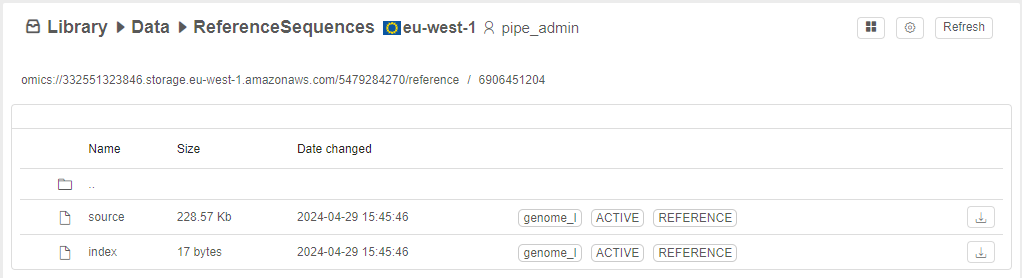 Library Data ReferenceSequences eu-west-1 pipe_admin Refresh
omics://332551323846.storage.eu-west-1.amazonaws.com/5479284270/reference / 6906451204
Name Size Date changed
..
source 228.57 Kb 2024-04-29 15:45:46 genome_l ACTIVE REFERENCE
index 17 bytes 2024-04-29 15:45:46 genome_l ACTIVE REFERENCE